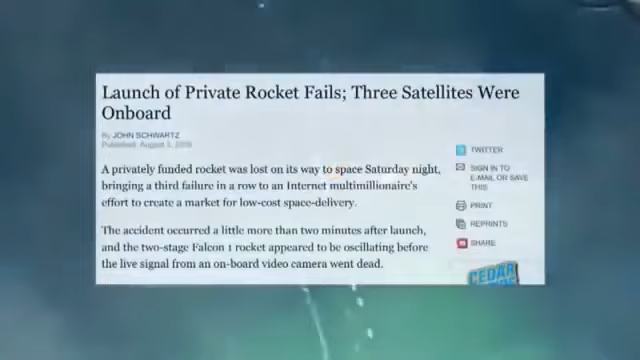 Launch of Private Rocket Fails; Three Satellites Were
Onboard
By JOHN SCHWARTZ
Published: August 3, 2008
TWITTER
A privately funded rocket was lost on its way to space Saturday night,
SIGN IN TO
E-MAIL OR SAVE
THIS
bringing a third failure in a row to an Internet multimillionaire's
effort to create a market for low-cost space-delivery.
PRINT
REPRINTS
The accident occurred a little more than two minutes after launch,
and the two-stage Falcon 1 rocket appeared to be oscillating before
SHARE
the live signal from an on-board video camera went dead.
CEDAR